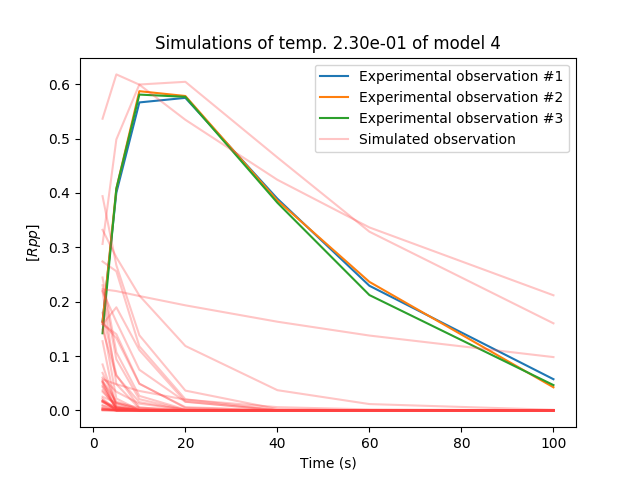 Simulations of temp. 2.30e-01 of model 4
Experimental observation #1
Experimental observation #2
Experimental observation #3
Simulated observation
[Rpp]
0.6
0.5
0.4
0.3
0.2
0.1
0.0
0 20 40 60 80 100
Time (s)